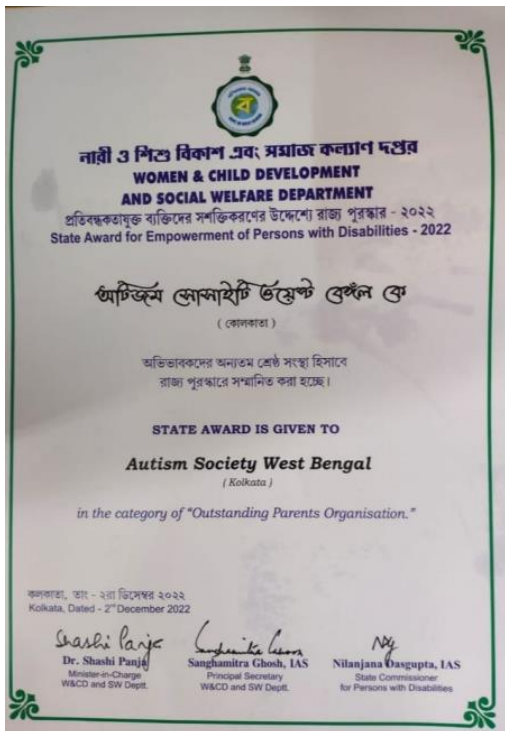 নারী ও শিশু বিকাশ এবং সমাজ কল্যাণ দপ্তর
WOMEN & CHILD DEVELOPMENT
AND SOCIAL WELFARE DEPARTMENT
প্রতিবন্ধকতাযুক্ত ব্যক্তিদের সশক্তিকরণের উদ্দেশ্যে রাজ্য পুরস্কার - ২০২২
State Award for Empowerment of Persons with Disabilities - 2022
অটিজম সোসাইটি ওয়েস্ট বেঙ্গল কে
( কোলকাতা )
অভিভাবকদের অন্যতম শ্রেষ্ঠ সংস্থা হিসাবে
রাজ্য পুরস্কারে সম্মানিত করা হচ্ছে।
STATE AWARD IS GIVEN TO
Autism Society West Bengal
( Kolkata )
in the category of “Outstanding Parents Organisation.”
কলকাতা, তাং - ২রা ডিসেম্বর ২০২২
Kolkata, Dated - 2nd December 2022
Shashi Panja
Dr. Shashi Panja
Minister-in-Charge
W&CD and SW Deptt.
Sanghamitra Ghosh, IAS
Principal Secretary
W&CD and SW Deptt.
Nilanjana Dasgupta, IAS
State Commissioner
for Persons with Disabilities